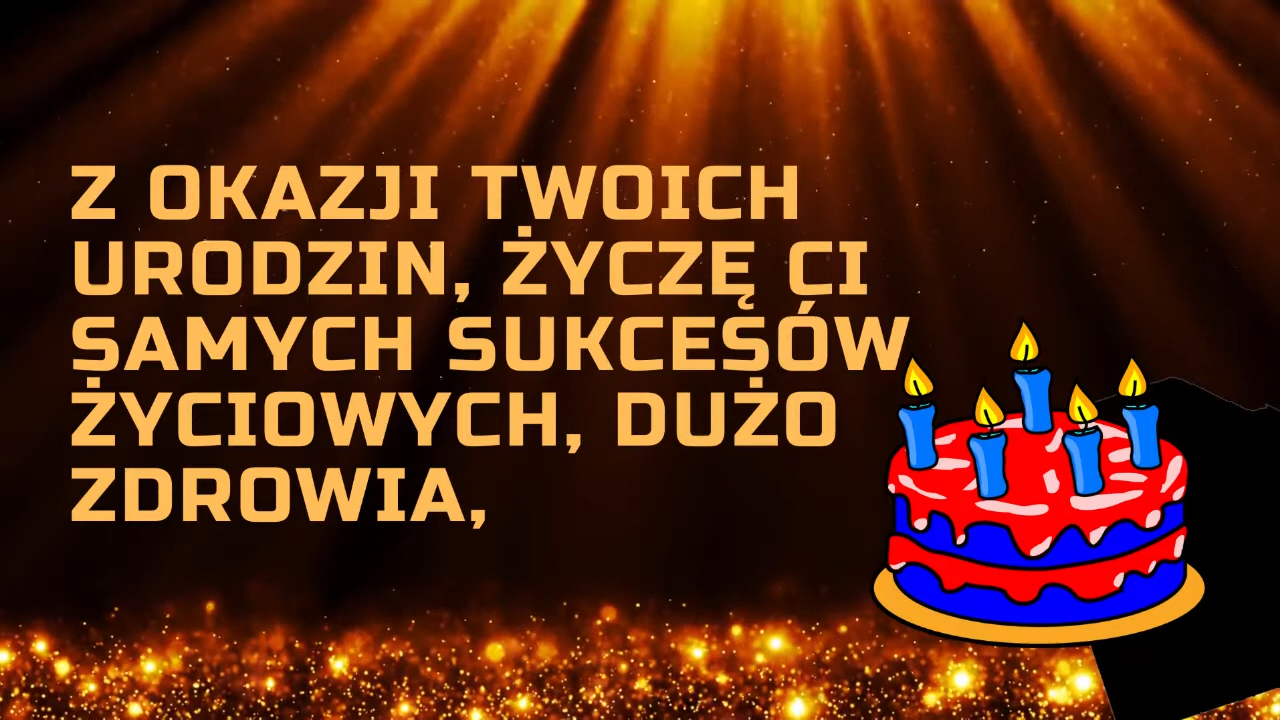 Z OKAZJI TWOICH
URODZIN, ŻYCZĘ CI
SAMYCH SUKCESÓW
ŻYCIOWYCH, DUŻO
ZDROWIA,